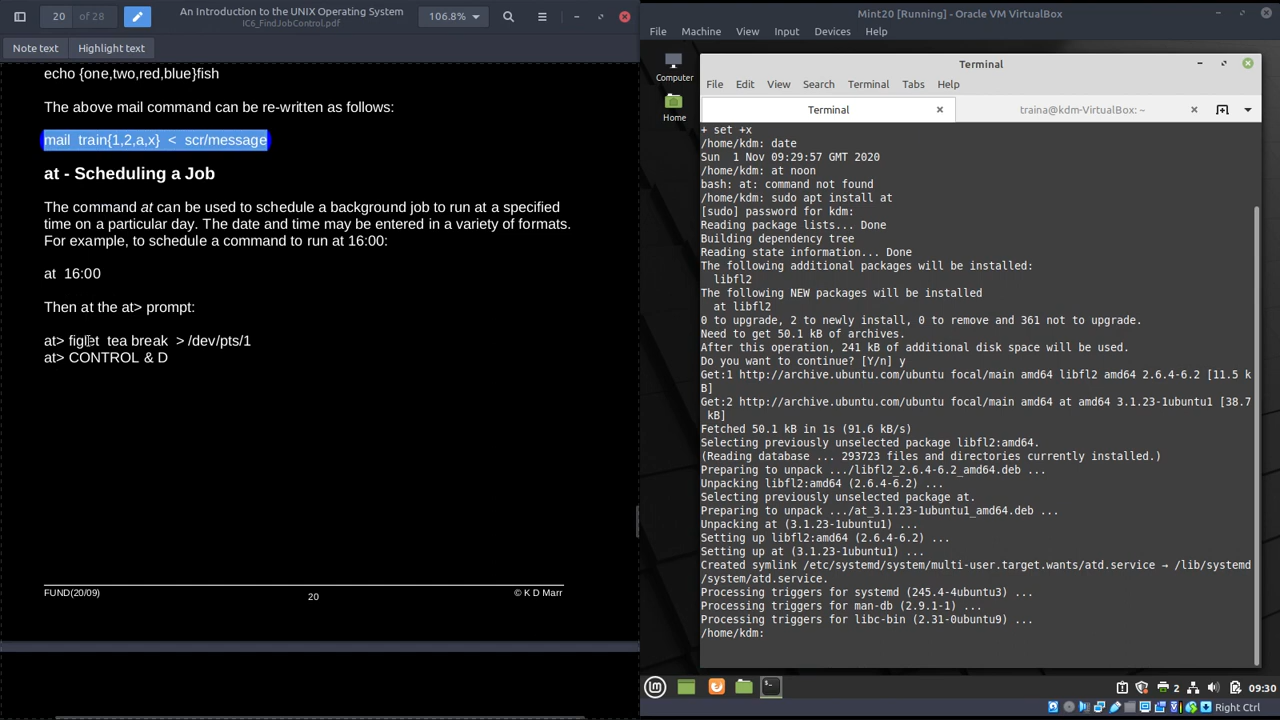 20
of 28
An Introduction to the UNIX Operating System
IC6_FindJobControl.pdf
106.8%
Note text
Highlight text
echo {one,two,red,blue}fish
The above mail command can be re-written as follows:
mail train{1,2,a,x} < scr/message
at - Scheduling a Job
The command at can be used to schedule a background job to run at a specified
time on a particular day. The date and time may be entered in a variety of formats.
For example, to schedule a command to run at 16:00:
at 16:00
Then at the at> prompt:
at> figlet tea break > /dev/pts/1
at> CONTROL & D
FUND(20/09)
20
© K D Marr
Mint20 [Running] - Oracle VM VirtualBox
File Machine View Input Devices Help
Computer
Home
Terminal
File Edit View Search Terminal Tabs Help
Terminal
traina@kdm-VirtualBox: ~
+ set +x
/home/kdm: date
Sun  1 Nov 09:29:57 GMT 2020
/home/kdm: at noon
bash: at: command not found
/home/kdm: sudo apt install at
[sudo] password for kdm:
Reading package lists... Done
Building dependency tree
Reading state information... Done
The following additional packages will be installed:
libfl2
The following NEW packages will be installed
at libfl2
0 to upgrade, 2 to newly install, 0 to remove and 361 not to upgrade.
Need to get 50.1 kB of archives.
After this operation, 241 kB of additional disk space will be used.
Do you want to continue? [Y/n] y
Get:1 http://archive.ubuntu.com/ubuntu focal/main amd64 libfl2 amd64 2.6.4-6.2 [11.5 k
B]
Get:2 http://archive.ubuntu.com/ubuntu focal/main amd64 at amd64 3.1.23-1ubuntu1 [38.7
kB]
Fetched 50.1 kB in 1s (91.6 kB/s)
Selecting previously unselected package libfl2:amd64.
(Reading database ... 293723 files and directories currently installed.)
Preparing to unpack .../libfl2_2.6.4-6.2_amd64.deb ...
Unpacking libfl2:amd64 (2.6.4-6.2) ...
Selecting previously unselected package at.
Preparing to unpack .../at_3.1.23-1ubuntu1_amd64.deb ...
Unpacking at (3.1.23-1ubuntu1) ...
Setting up libfl2:amd64 (2.6.4-6.2) ...
Setting up at (3.1.23-1ubuntu1) ...
Created symlink /etc/systemd/system/multi-user.target.wants/atd.service → /lib/systemd
/system/atd.service.
Processing triggers for systemd (245.4-4ubuntu3) ...
Processing triggers for man-db (2.9.1-1) ...
Processing triggers for libc-bin (2.31-0ubuntu9) ...
/home/kdm:
2
09:30
Right Ctrl